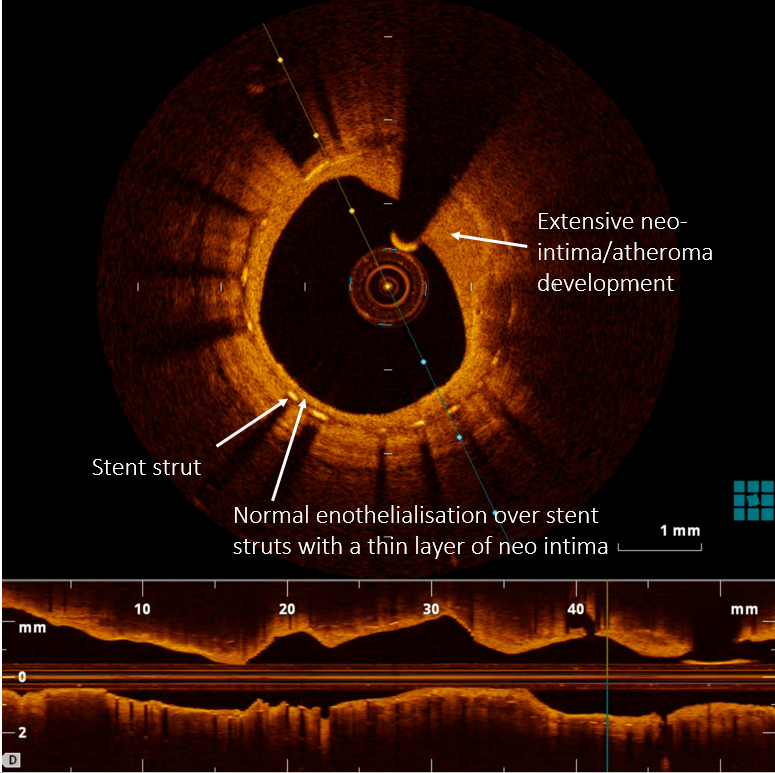 Extensive neo-
intima/atheroma
development
Stent strut
Normal enothelialisation over stent
struts with a thin layer of neo intima
1 mm
10 20 30 40 mm
mm
0
2
D